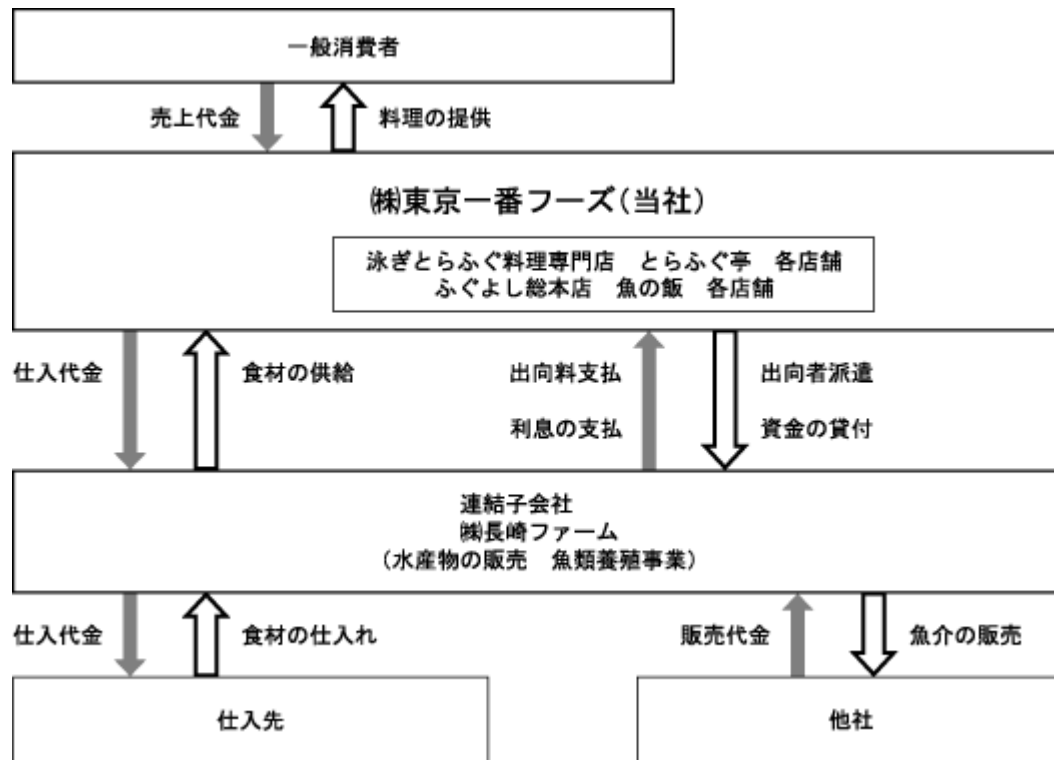 一般消費者
売上代金
料理の提供
㈱東京一番フーズ(当社)
泳ぎとらふぐ料理専門店　とらふぐ亭　各店舗
ふぐよし総本店　魚の飯　各店舗
仕入代金
食材の供給
出向料支払
出向者派遣
利息の支払
資金の貸付
連結子会社
㈱長崎ファーム
(水産物の販売　魚類養殖事業)
仕入代金
食材の仕入れ
販売代金
魚介の販売
仕入先
他社